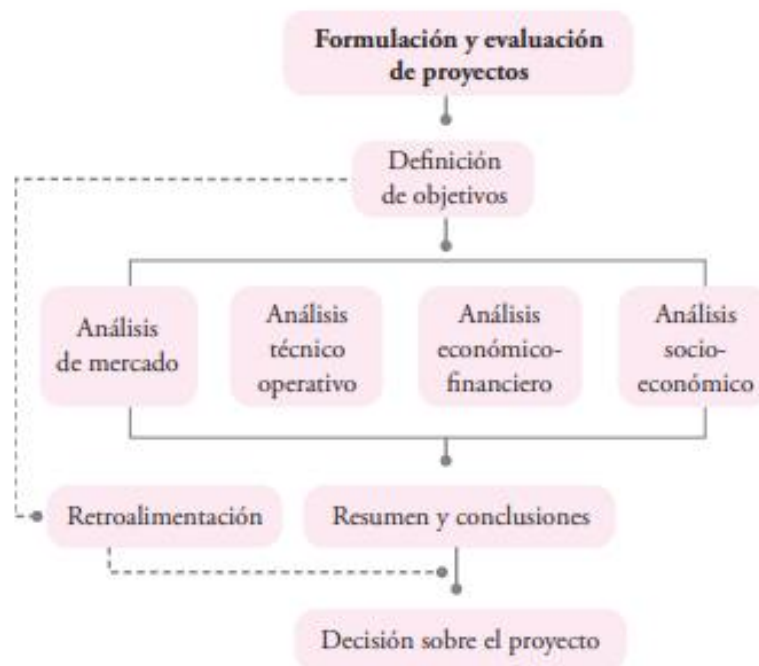 Formulación y evaluación
de proyectos
Definición
de objetivos
Análisis
de mercado
Análisis
técnico
operativo
Análisis
económico-
financiero
Análisis
socio-
económico
Retroalimentación
Resumen y conclusiones
Decisión sobre el proyecto